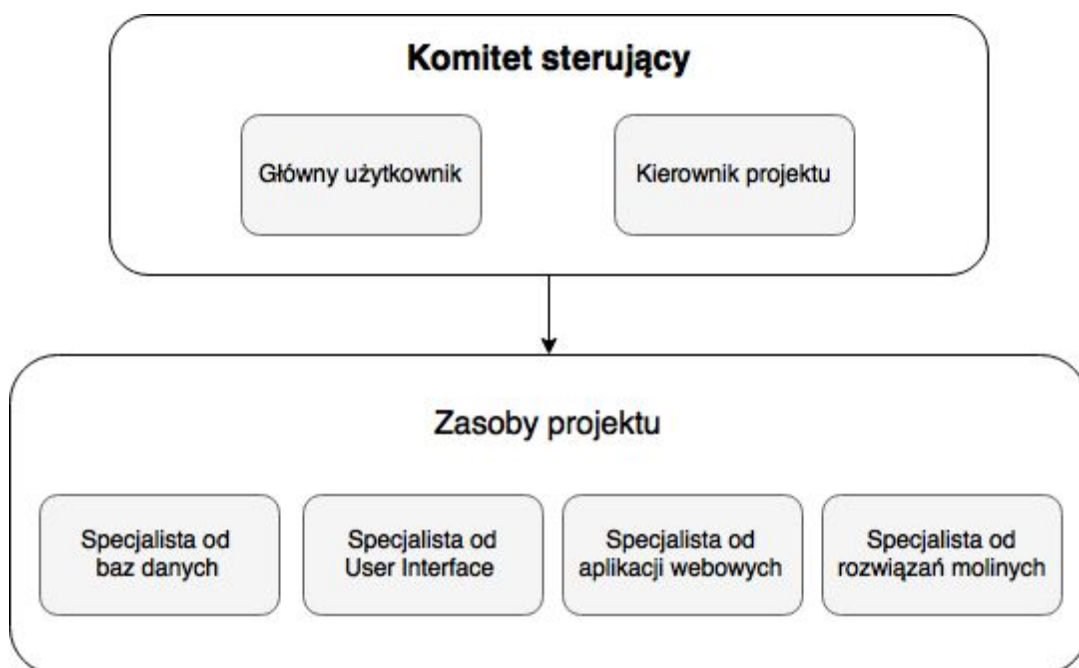 Komitet sterujący
Główny użytkownik
Kierownik projektu
Zasoby projektu
Specjalista od
baz danych
Specjalista od
User Interface
Specjalista od
aplikacji webowych
Specjalista od
rozwiązań molinych